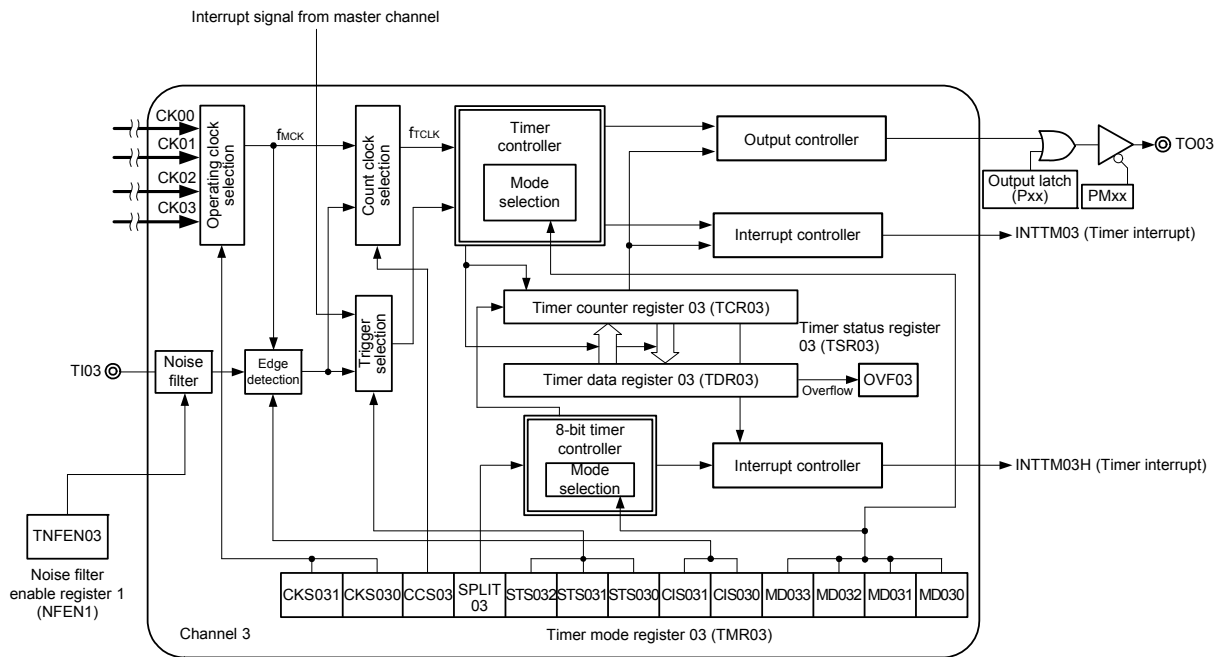 Interrupt signal from master channel
CK00
CK01
CK02
CK03
Operating clock
selection
fMCK
Count clock
selection
fTCLK
Timer
controller
Mode
selection
Output controller
Output latch
(Pxx)
PMxx
TO03
Interrupt controller
INTTM03 (Timer interrupt)
Trigger
selection
Timer counter register 03 (TCR03)
Timer status register
03 (TSR03)
TI03
Noise
filter
Edge
detection
Timer data register 03 (TDR03)
Overflow
OVF03
8-bit timer
controller
Mode
selection
Interrupt controller
INTTM03H (Timer interrupt)
TNFEN03
Noise filter
enable register 1
(NFEN1)
CKS031
CKS030
CCS03
SPLIT
03
STS032
STS031
STS030
CIS031
CIS030
MD033
MD032
MD031
MD030
Channel 3
Timer mode register 03 (TMR03)